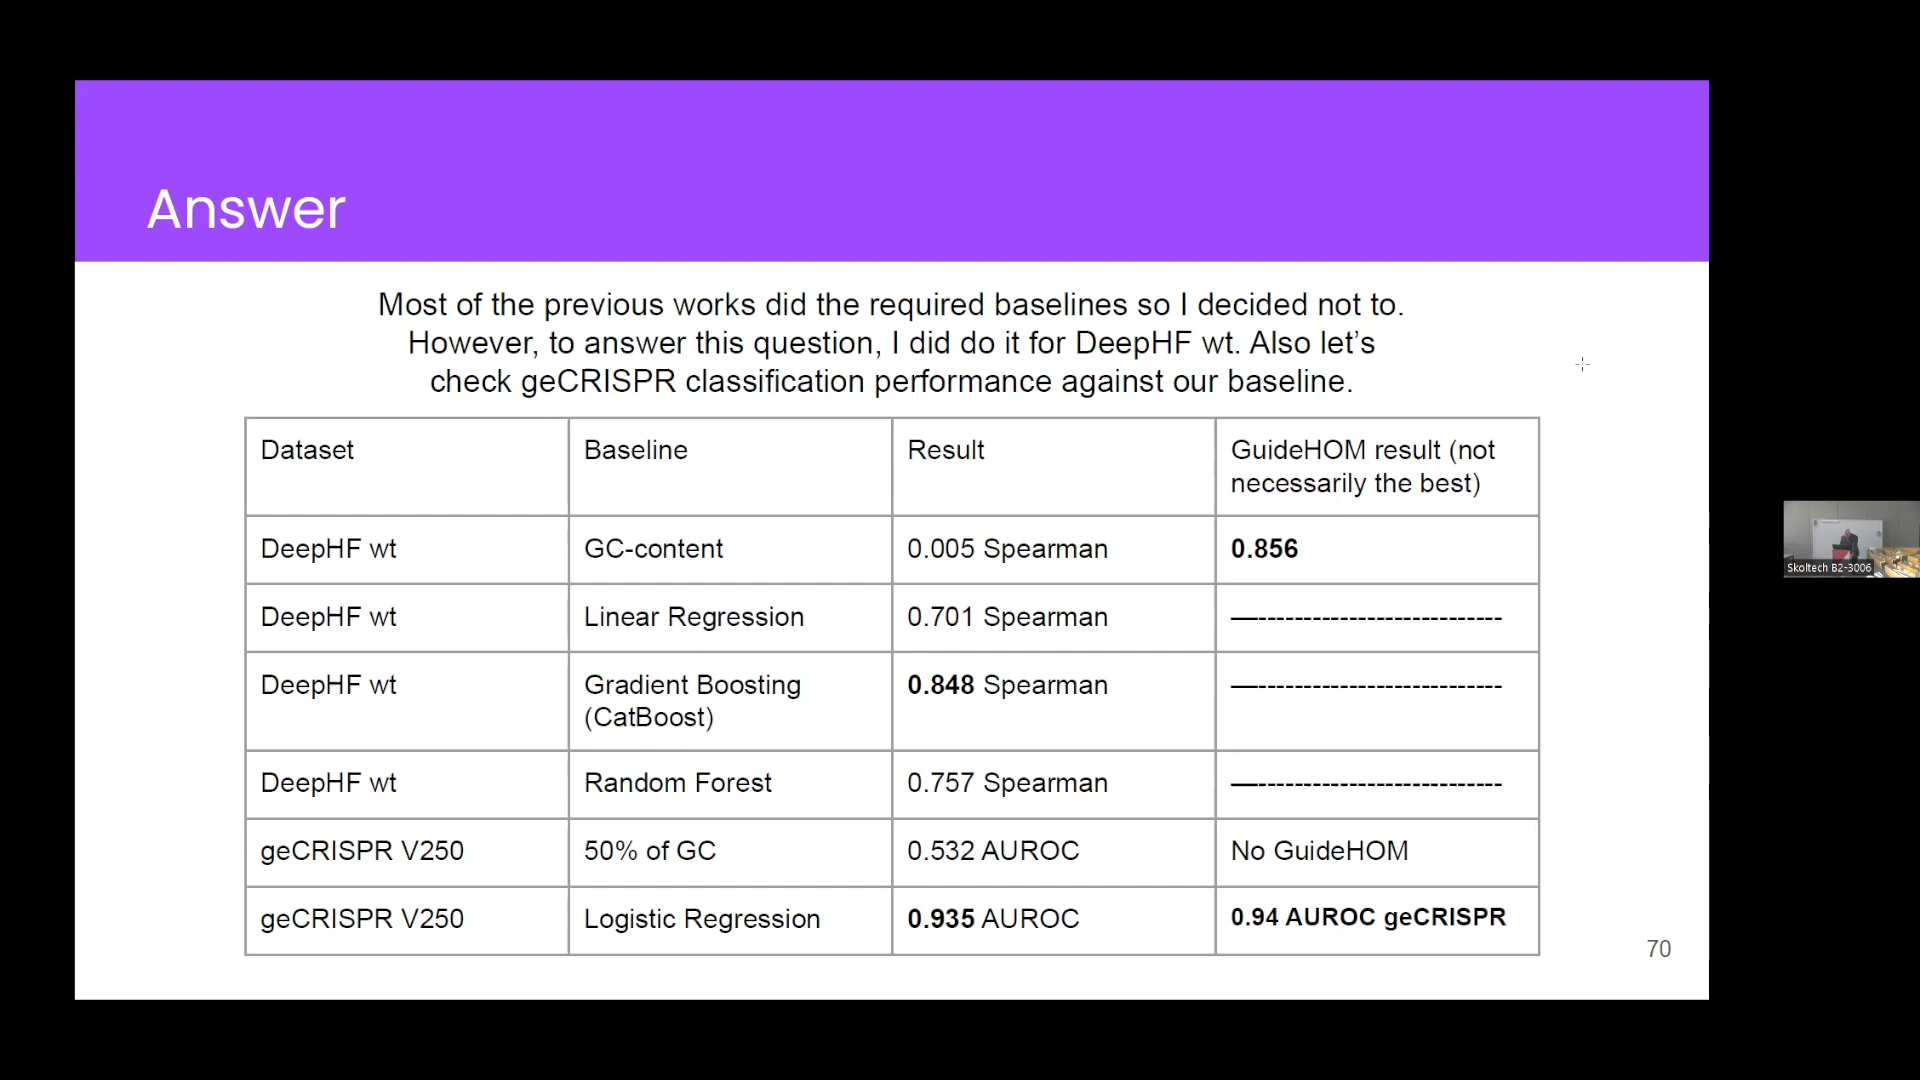 Answer
Most of the previous works did the required baselines so I decided not to.
However, to answer this question, I did do it for DeepHF wt. Also let's
check geCRISPR classification performance against our baseline.
Dataset
Baseline
Result
GuideHOM result (not
necessarily the best)
DeepHF wt
GC-content
0.005 Spearman
0.856
DeepHF wt
Linear Regression
0.701 Spearman
—---------------------------
DeepHF wt
Gradient Boosting
(CatBoost)
0.848 Spearman
—---------------------------
DeepHF wt
Random Forest
0.757 Spearman
—---------------------------
geCRISPR V250
50% of GC
0.532 AUROC
No GuideHOM
geCRISPR V250
Logistic Regression
0.935 AUROC
0.94 AUROC geCRISPR
70
Skoltech B2-3006